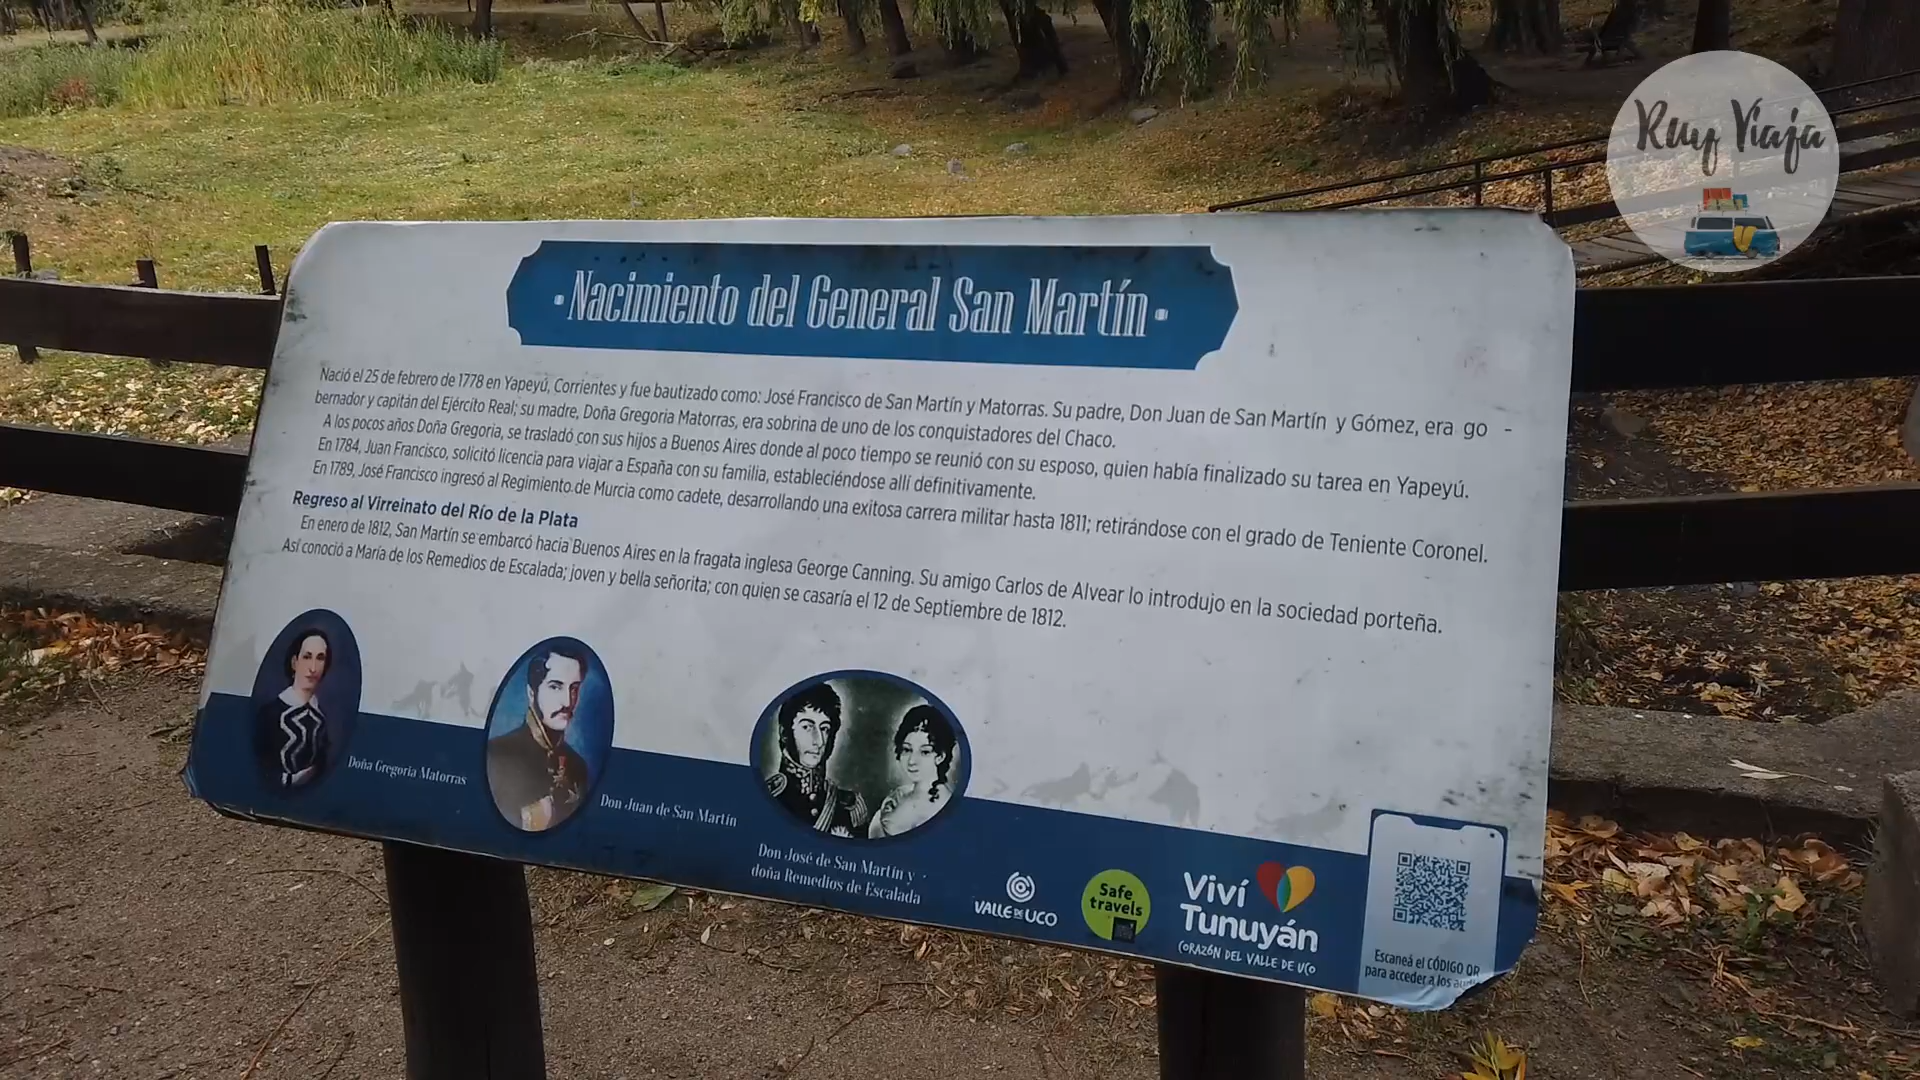 Ruy Viaja
·Nacimiento del General San Martín·
Nació el 25 de febrero de 1778 en Yapeyú, Corrientes y fue bautizado como: José Francisco de San Martín y Matorras. Su padre, Don Juan de San Martín y Gómez, era go -
bernador y capitán del Ejército Real; su madre, Doña Gregoria Matorras, era sobrina de uno de los conquistadores del Chaco.
A los pocos años Doña Gregoria, se trasladó con sus hijos a Buenos Aires donde al poco tiempo se reunió con su esposo, quien había finalizado su tarea en Yapeyú.
En 1784, Juan Francisco, solicitó licencia para viajar a España con su familia, estableciéndose allí definitivamente.
En 1789, José Francisco ingresó al Regimiento de Murcia como cadete, desarrollando una exitosa carrera militar hasta 1811; retirándose con el grado de Teniente Coronel.
Regreso al Virreinato del Río de la Plata
En enero de 1812, San Martín se embarcó hacia Buenos Aires en la fragata inglesa George Canning. Su amigo Carlos de Alvear lo introdujo en la sociedad porteña.
Así conoció a María de los Remedios de Escalada; joven y bella señorita; con quien se casaría el 12 de Septiembre de 1812.
Doña Gregoria Matorras
Don Juan de San Martín
Don José de San Martín y
doña Remedios de Escalada
VALLE DE UCO
Safe
travels
Viví
Tunuyán
CORAZÓN DEL VALLE DE UCO
Escaneá el CÓDIGO QR
para acceder a los